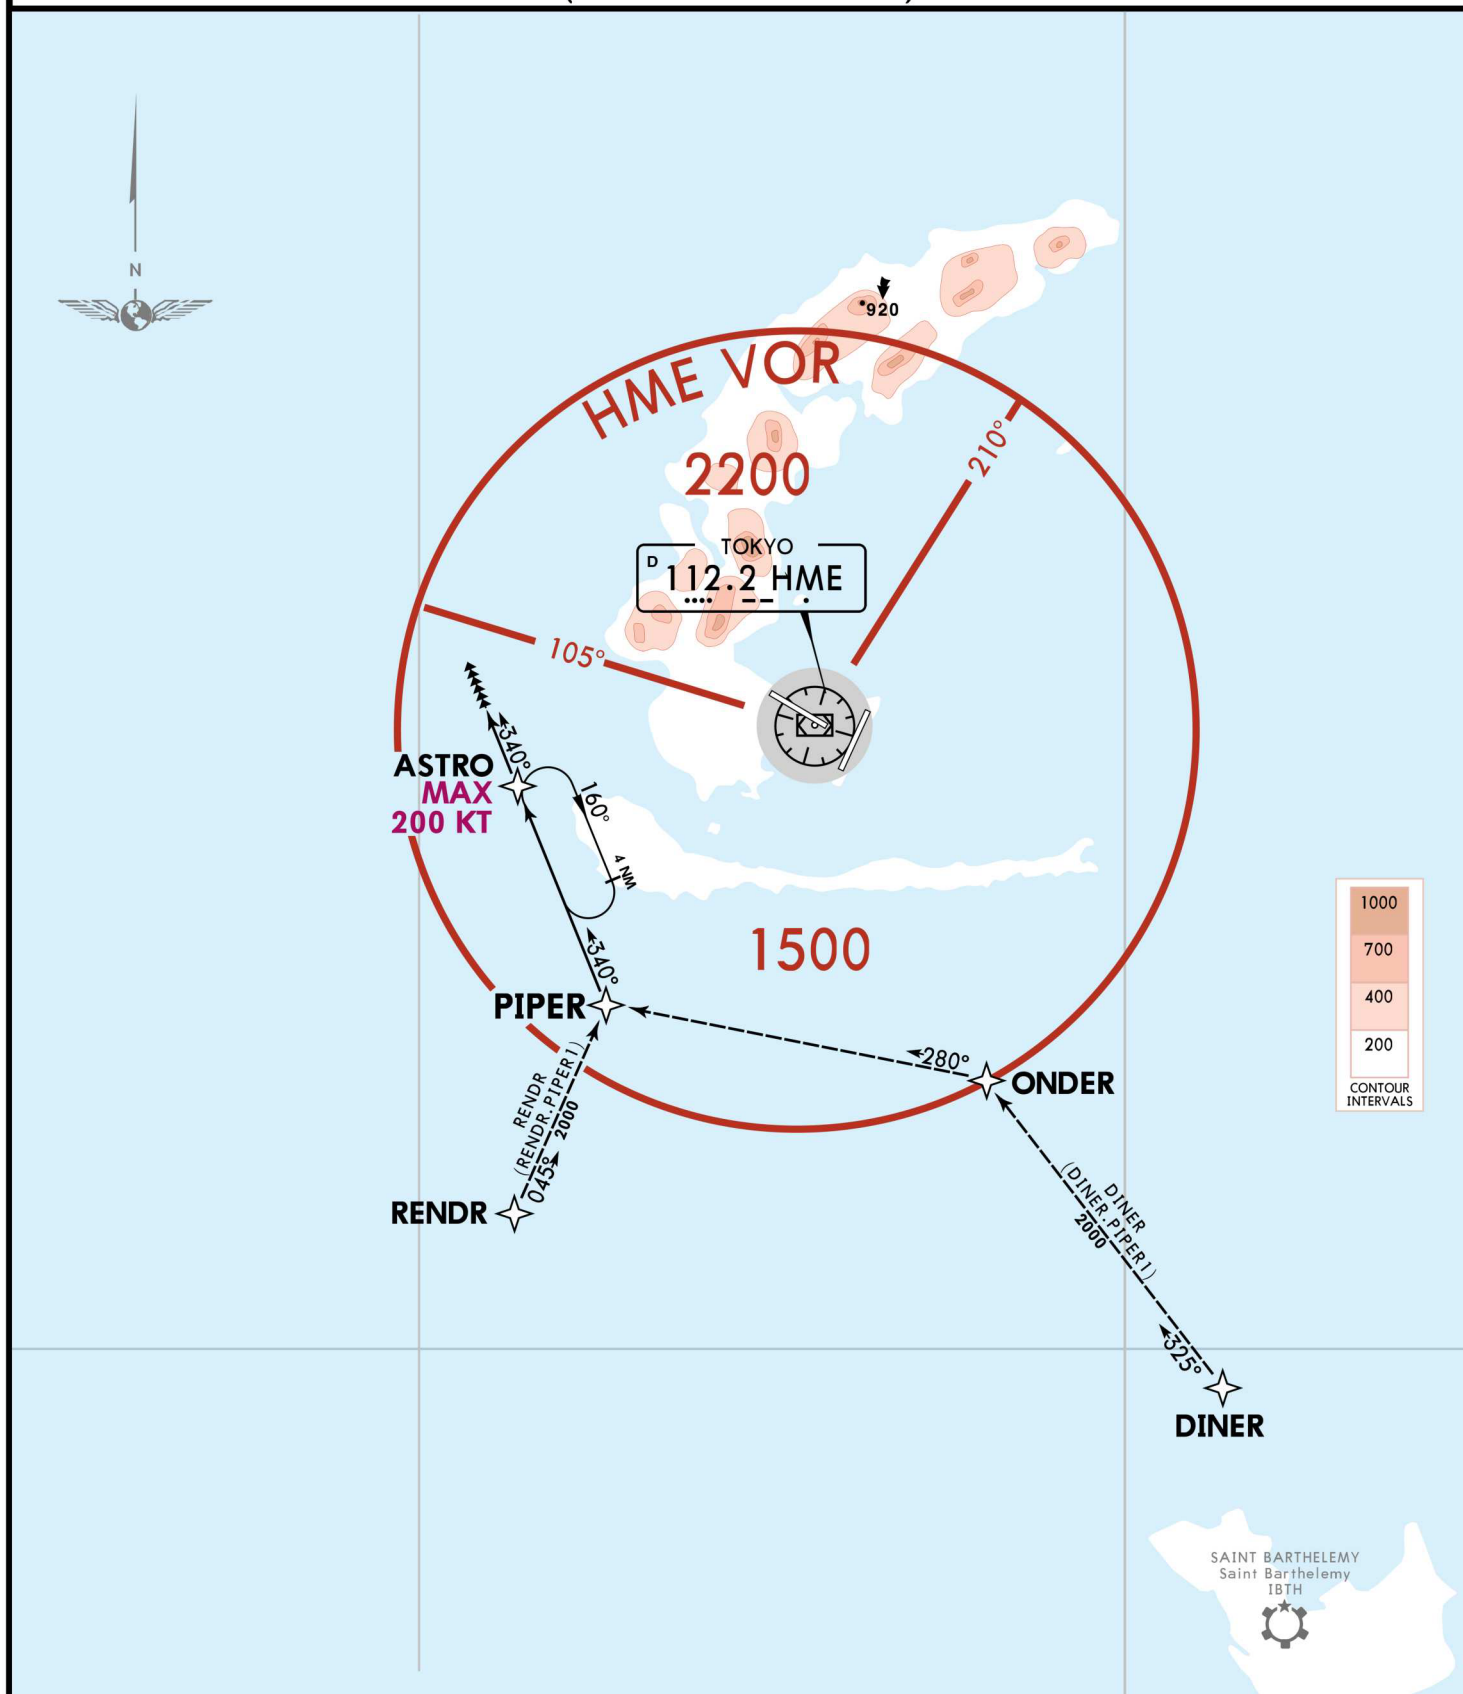 N
920
HME VOR
2200
210°
TOKYO
D
112.2 HME
105°
340°
ASTRO
MAX
200 KT
160°
4 NM
340°
1500
PIPER
280°
ONDER
RENDR
(RENDR.PIPER1)
2000
045°
RENDR
DINER
(DINER.PIPER1)
2000
325°
DINER
1000
700
400
200
CONTOUR
INTERVALS
SAINT BARTHELEMY
Saint Barthelemy
IBTH